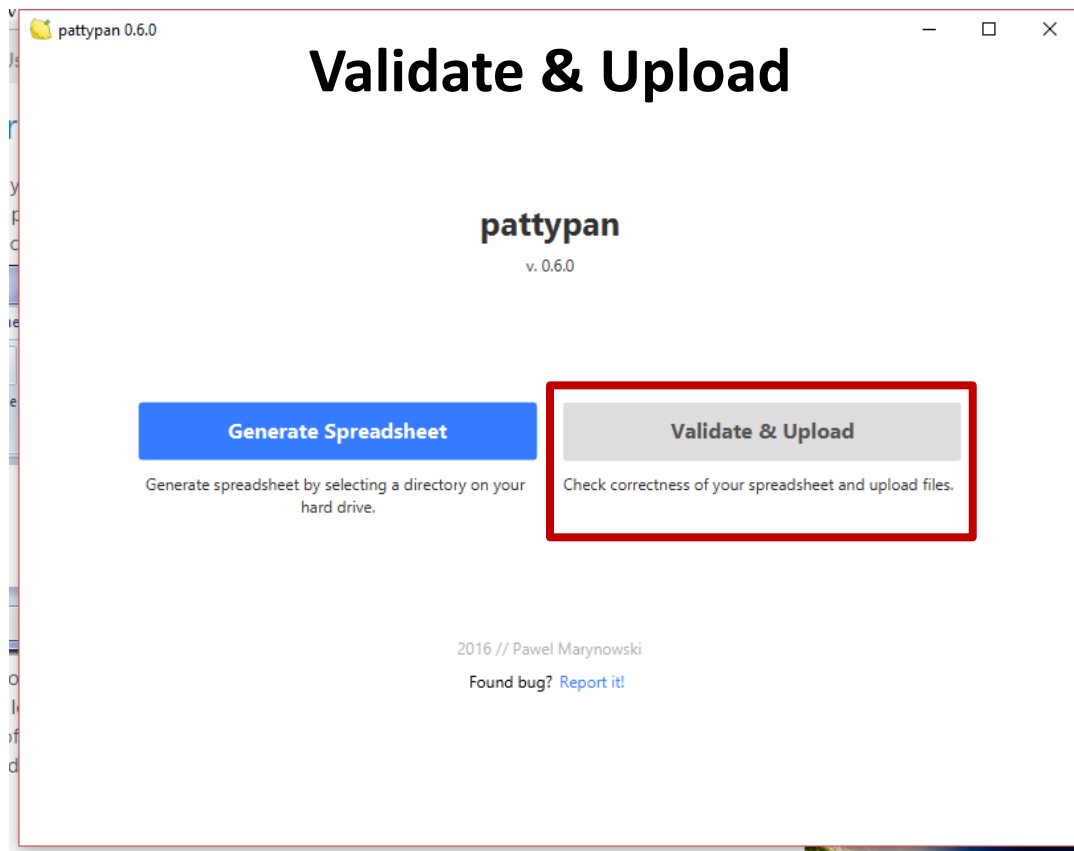 pattypan 0.6.0
Validate & Upload
pattypan
v. 0.6.0
Generate Spreadsheet
Generate spreadsheet by selecting a directory on your
hard drive.
Validate & Upload
Check correctness of your spreadsheet and upload files.
2016 // Pawel Marynowski
Found bug? Report it!